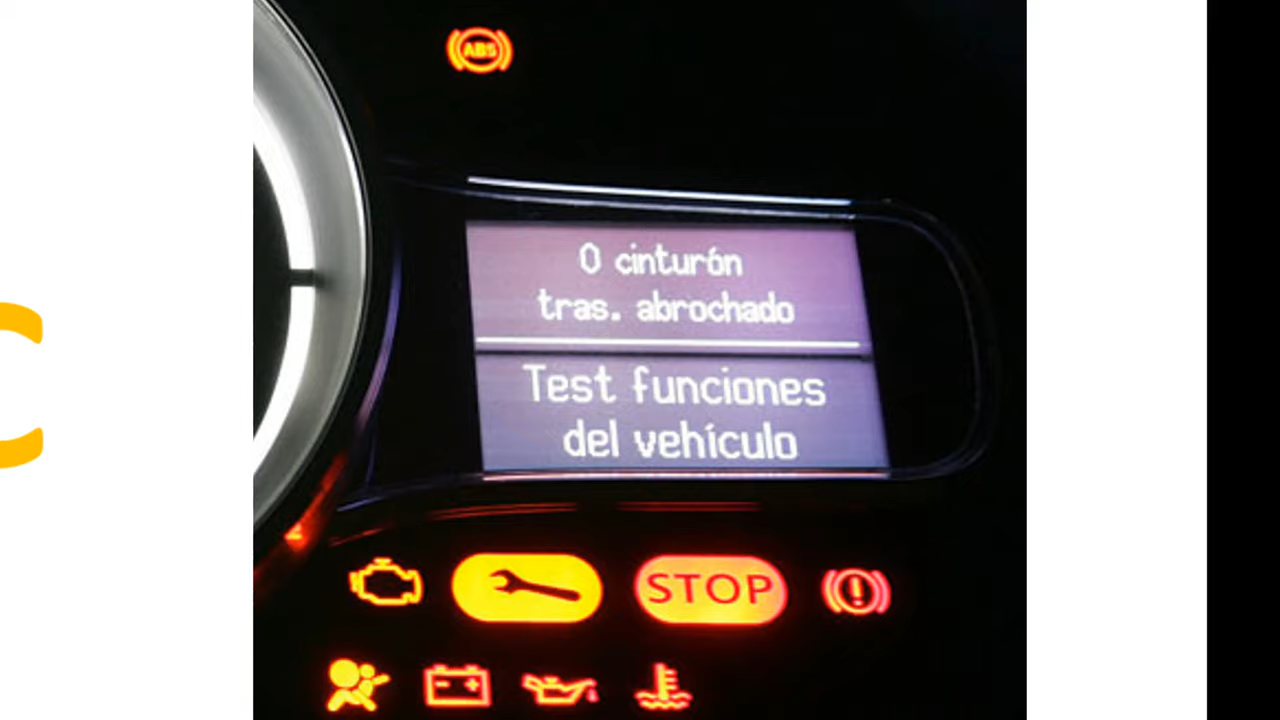 ABS
0 cinturón
tras. abrochado
Test funciones
del vehículo
STOP